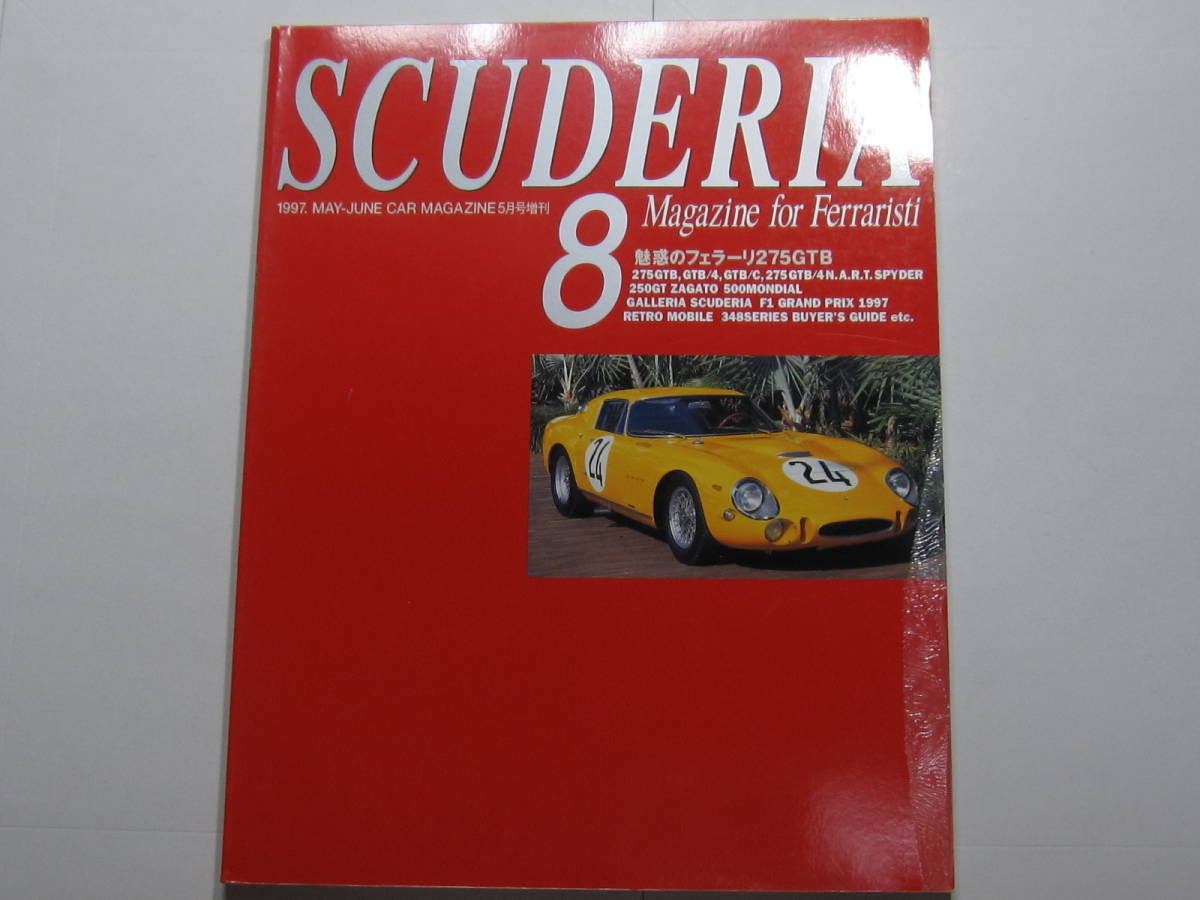 SCUDERIA
1997. MAY-JUNE CAR MAGAZINE 5月号増刊
8
Magazine for Ferraristi
魅惑のフェラーリ275GTB
275GTB, GTB/4, GTB/C, 275GTB/4 N.A.R.T. SPYDER
250GT ZAGATO 500MONDIAL
GALLERIA SCUDERIA F1 GRAND PRIX 1997
RETRO MOBILE 348SERIES BUYER'S GUIDE etc.
24
24